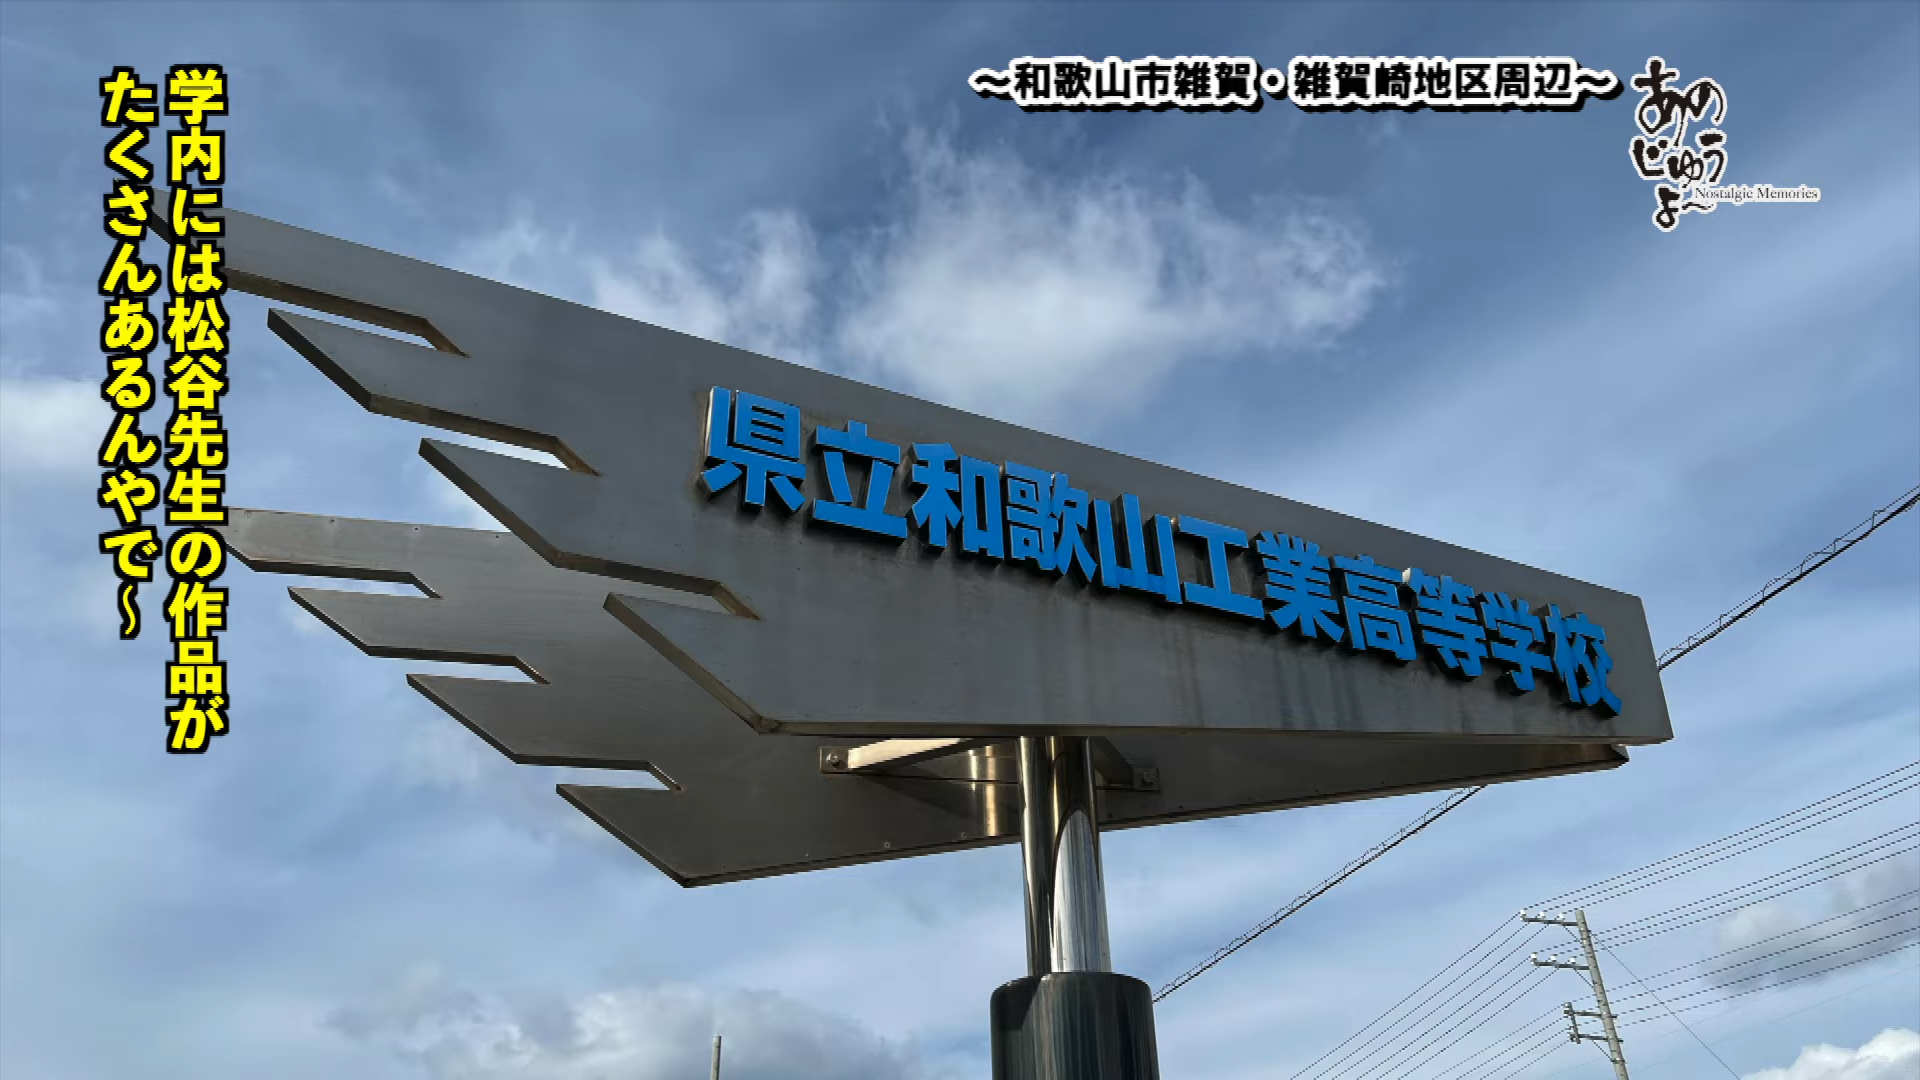 ～和歌山市雑賀・雑賀崎地区周辺～
あの
じゅう
よ～
Nostalgic Memories
学内には松谷先生の作品が
たくさんあるんやで～
県立和歌山工業高等学校